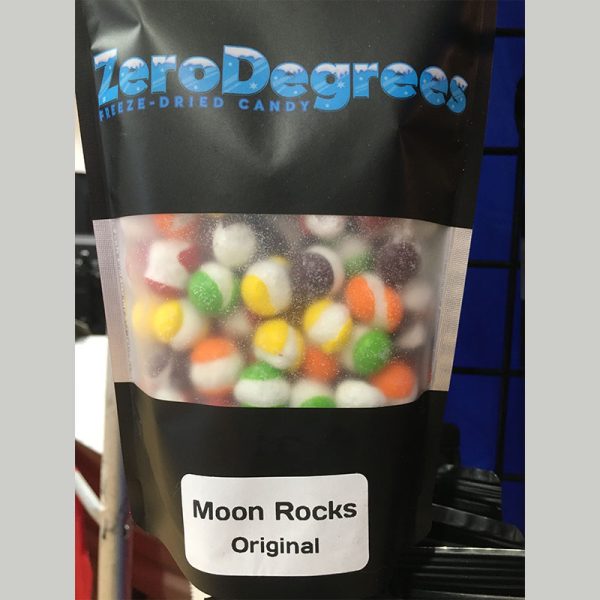 ZeroDegrees
FREEZE-DRIED CANDY
Moon Rocks
Original